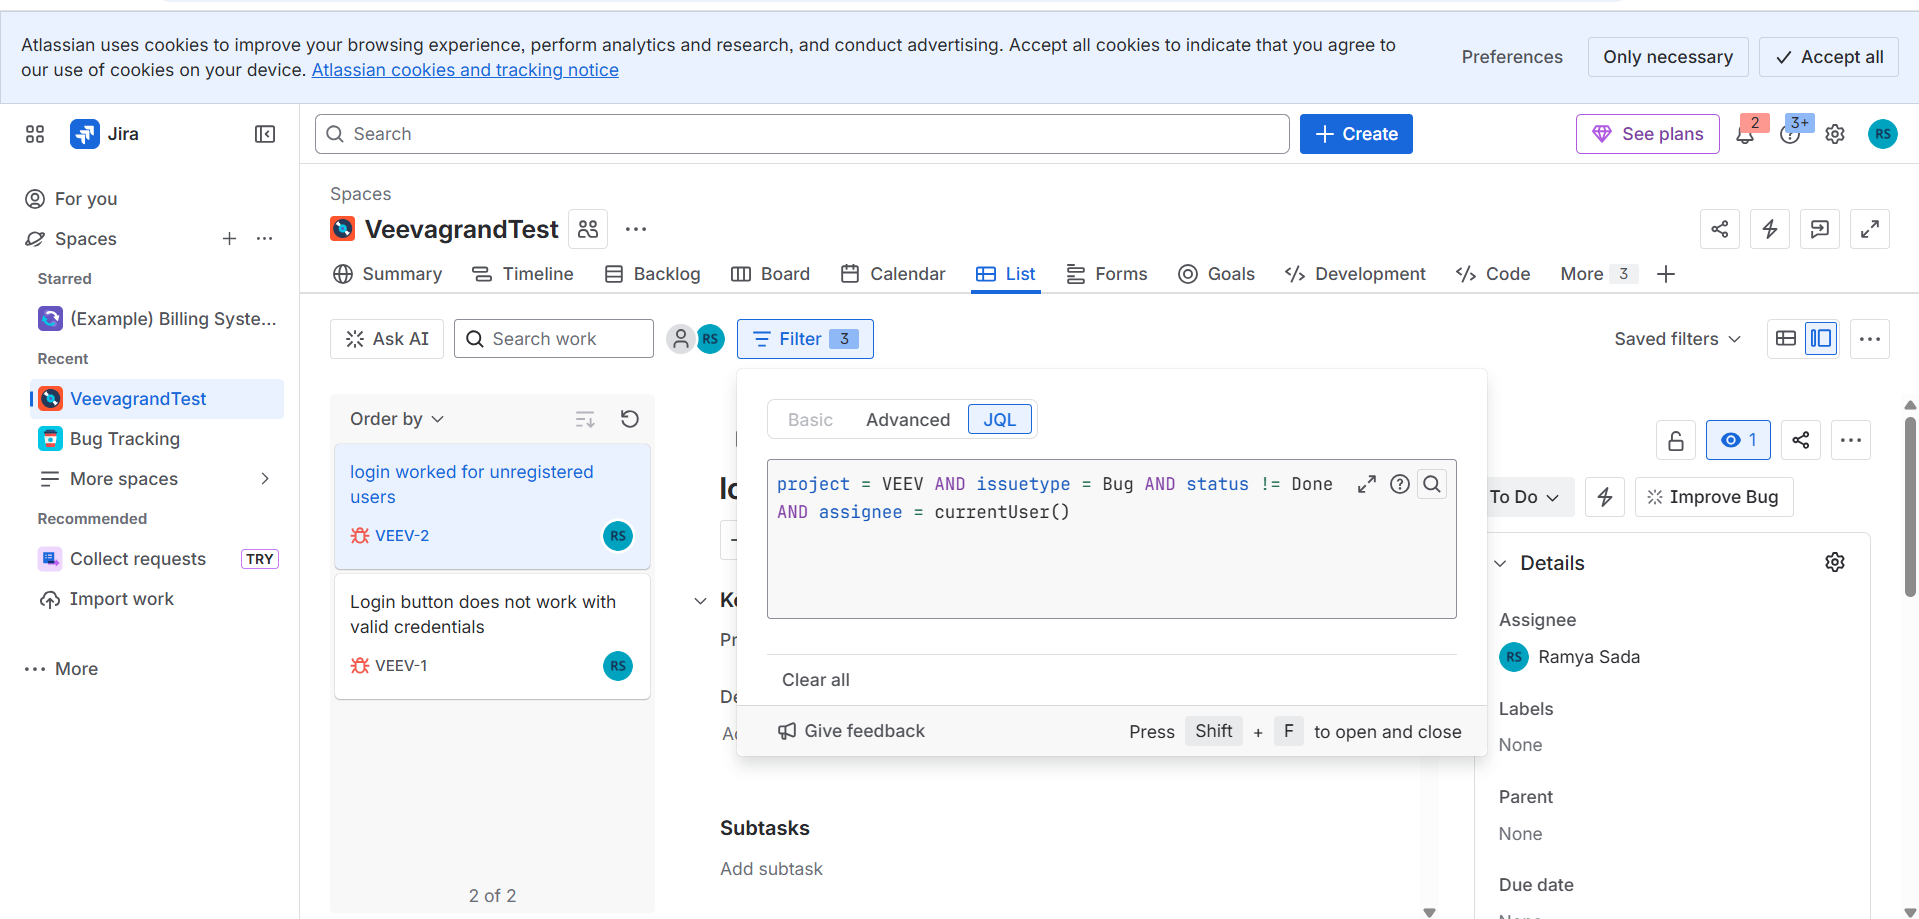 Atlassian uses cookies to improve your browsing experience, perform analytics and research, and conduct advertising. Accept all cookies to indicate that you agree to
our use of cookies on your device. Atlassian cookies and tracking notice
Preferences
Only necessary
Accept all
Jira
Search
Create
See plans
2
3+
RS
For you
Spaces
Starred
(Example) Billing Syste...
Recent
VeevagrandTest
Bug Tracking
More spaces
Recommended
Collect requests
TRY
Import work
More
Spaces
VeevagrandTest
Summary
Timeline
Backlog
Board
Calendar
List
Forms
Goals
Development
Code
More 3
Ask AI
Search work
RS
Filter 3
Saved filters
Order by
login worked for unregistered
users
VEEV-2
RS
Login button does not work with
valid credentials
VEEV-1
RS
2 of 2
Basic
Advanced
JQL
project = VEEV AND issuetype = Bug AND status != Done
AND assignee = currentUser()
Clear all
Give feedback
Press Shift + F to open and close
Subtasks
Add subtask
1
To Do
Improve Bug
Details
Assignee
RS
Ramya Sada
Labels
None
Parent
None
Due date